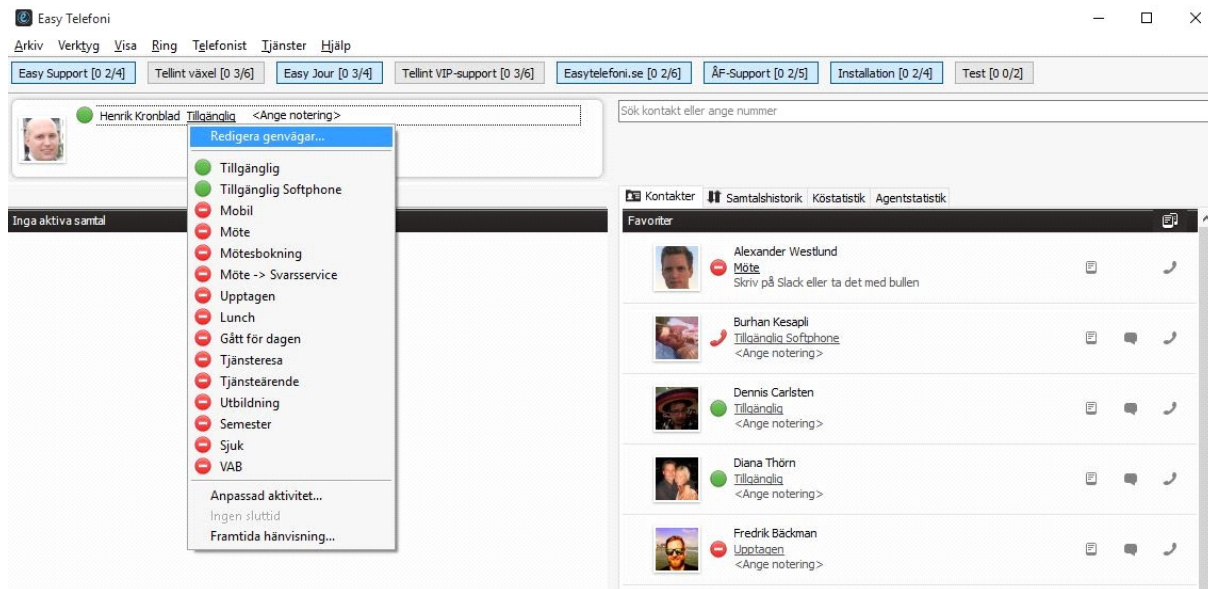 Easy Telefoni
Arkiv Verktyg Visa Ring Telefonist Tjänster Hjälp
Easy Support [0 2/4] Tellint växel [0 3/6] Easy Jour [0 3/4] Tellint VIP-support [0 3/6] Easytelefoni.se [0 2/6] ÅF-Support [0 2/5] Installation [0 2/4] Test [0 0/2]
Henrik Kronblad Tillgänglig <Ange notering>
Sök kontakt eller ange nummer
Redigera genvägar...
Tillgänglig
Tillgänglig Softphone
Mobil
Möte
Mötesbokning
Möte -> Svarsservice
Upptagen
Lunch
Gått för dagen
Tjänsteresa
Tjänsteärende
Utbildning
Semester
Sjuk
VAB
Anpassad aktivitet...
Ingen sluttid
Framtida hänvisning...
Inga aktiva samtal
Kontakter Samtalshistorik Köstatistik Agentstatistik
Favoriter
Alexander Westlund
Möte
Skriv på Slack eller ta det med bullen
Burhan Kesapli
Tillgänglig Softphone
<Ange notering>
Dennis Carlsten
Tillgänglig
<Ange notering>
Diana Thörn
Tillgänglig
<Ange notering>
Fredrik Bäckman
Upptagen
<Ange notering>